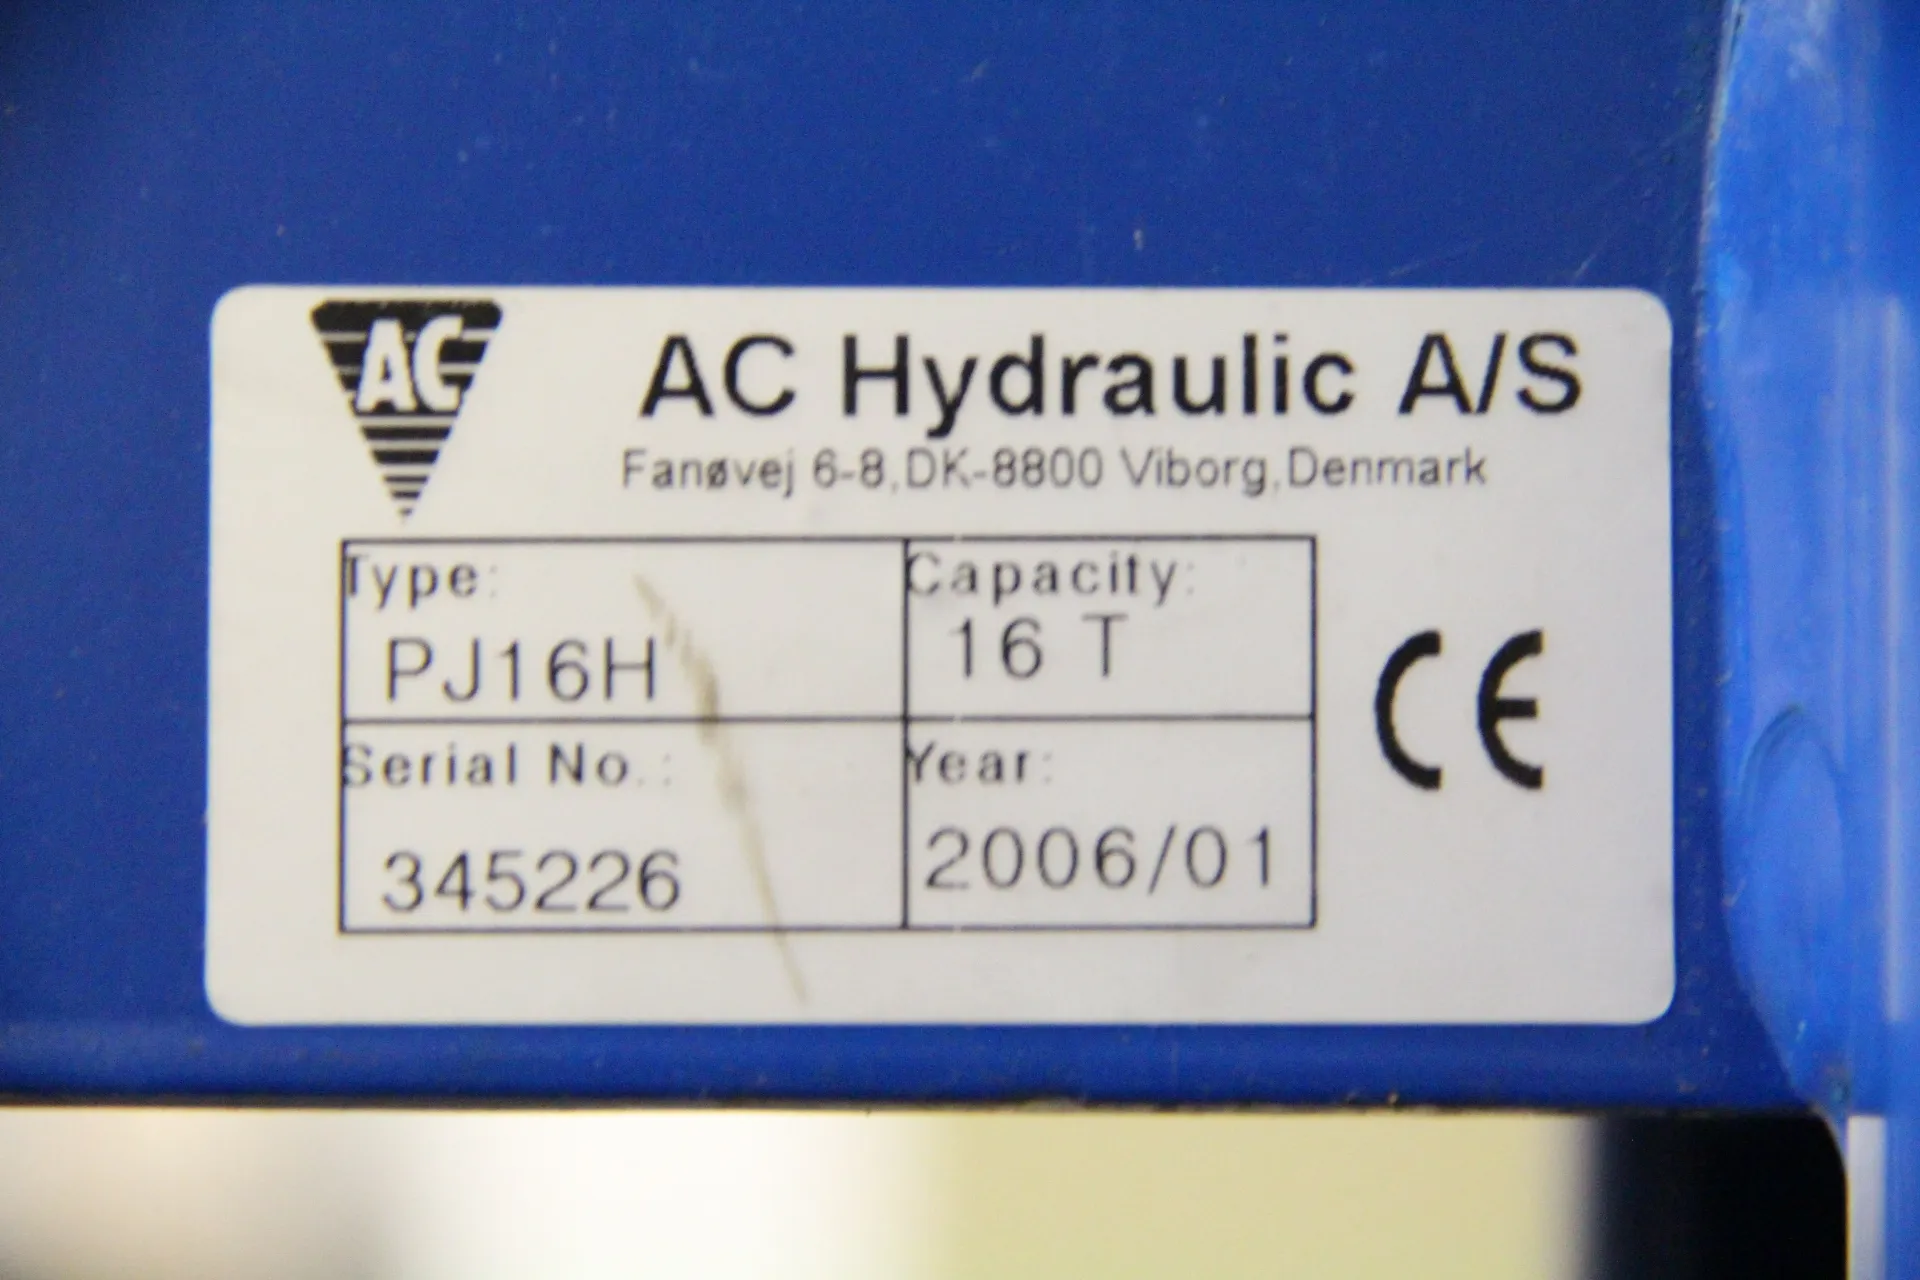 AC
AC Hydraulic A/S
Fanøvej 6-8,DK-8800 Viborg,Denmark
Type:
PJ16H
Capacity:
16 T
Serial No.:
345226
Year:
2006/01
CE